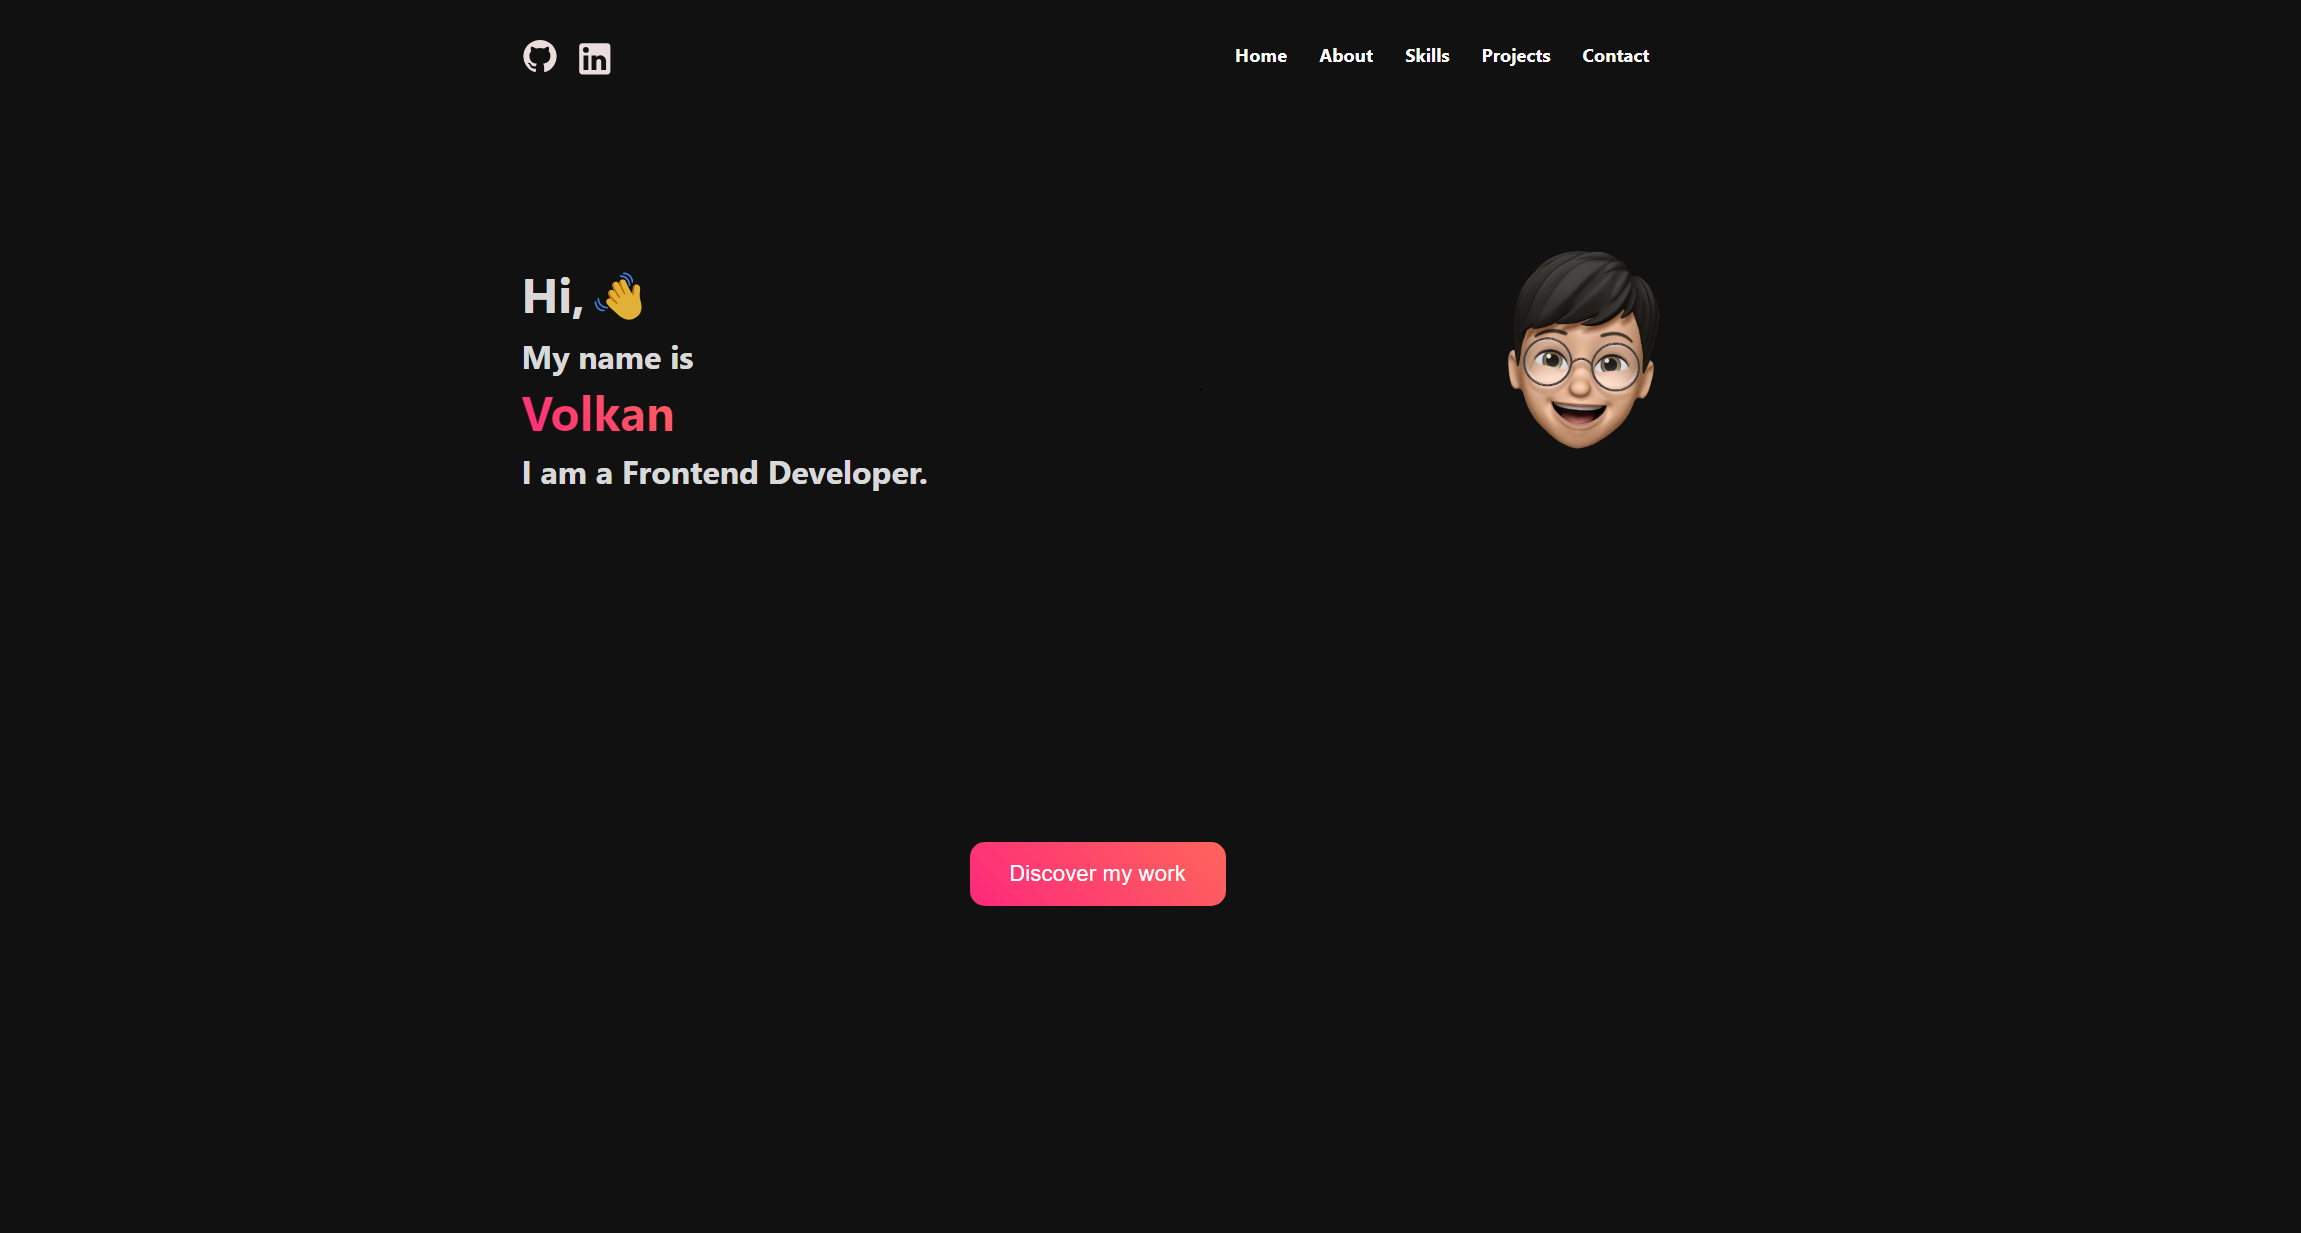 Home About Skills Projects Contact
Hi, 👋
My name is
Volkan
I am a Frontend Developer.
Discover my work